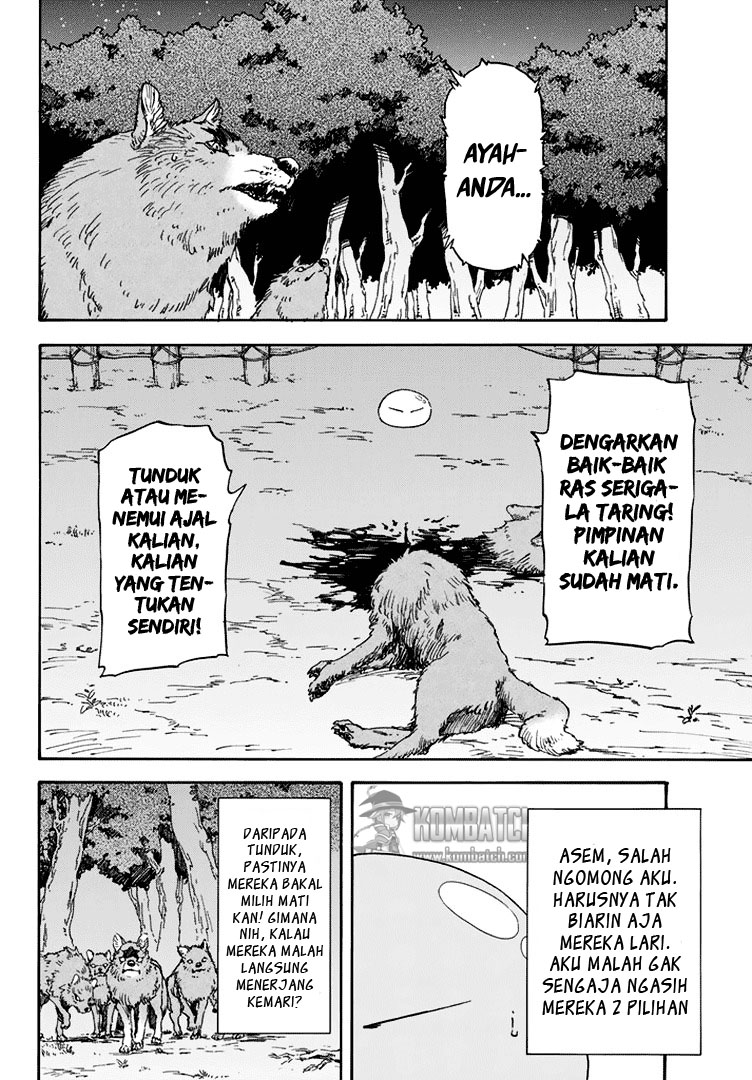 AYAH-
ANDA...
DENGARKAN
BAIK-BAIK
RAS SERIGA-
LA TARING!
PIMPINAN
KALIAN
SUDAH MATI.
TUNDUK
ATAU ME-
NEMUI AJAL
KALIAN,
KALIAN
YANG TEN-
TUKAN
SENDIRI!
KOMBATCH
www.kombatch.com
ASEM, SALAH
NGOMONG AKU.
HARUSNYA TAK
BIARIN AJA
MEREKA LARI.
AKU MALAH GAK
SENGAJA NGASIH
MEREKA 2 PILIHAN
DARIPADA
TUNDUK,
PASTINYA
MEREKA BAKAL
MILIH MATI
KAN! GIMANA
NIH, KALAU
MEREKA MALAH
LANGSUNG
MENERJANG
KEMARI?